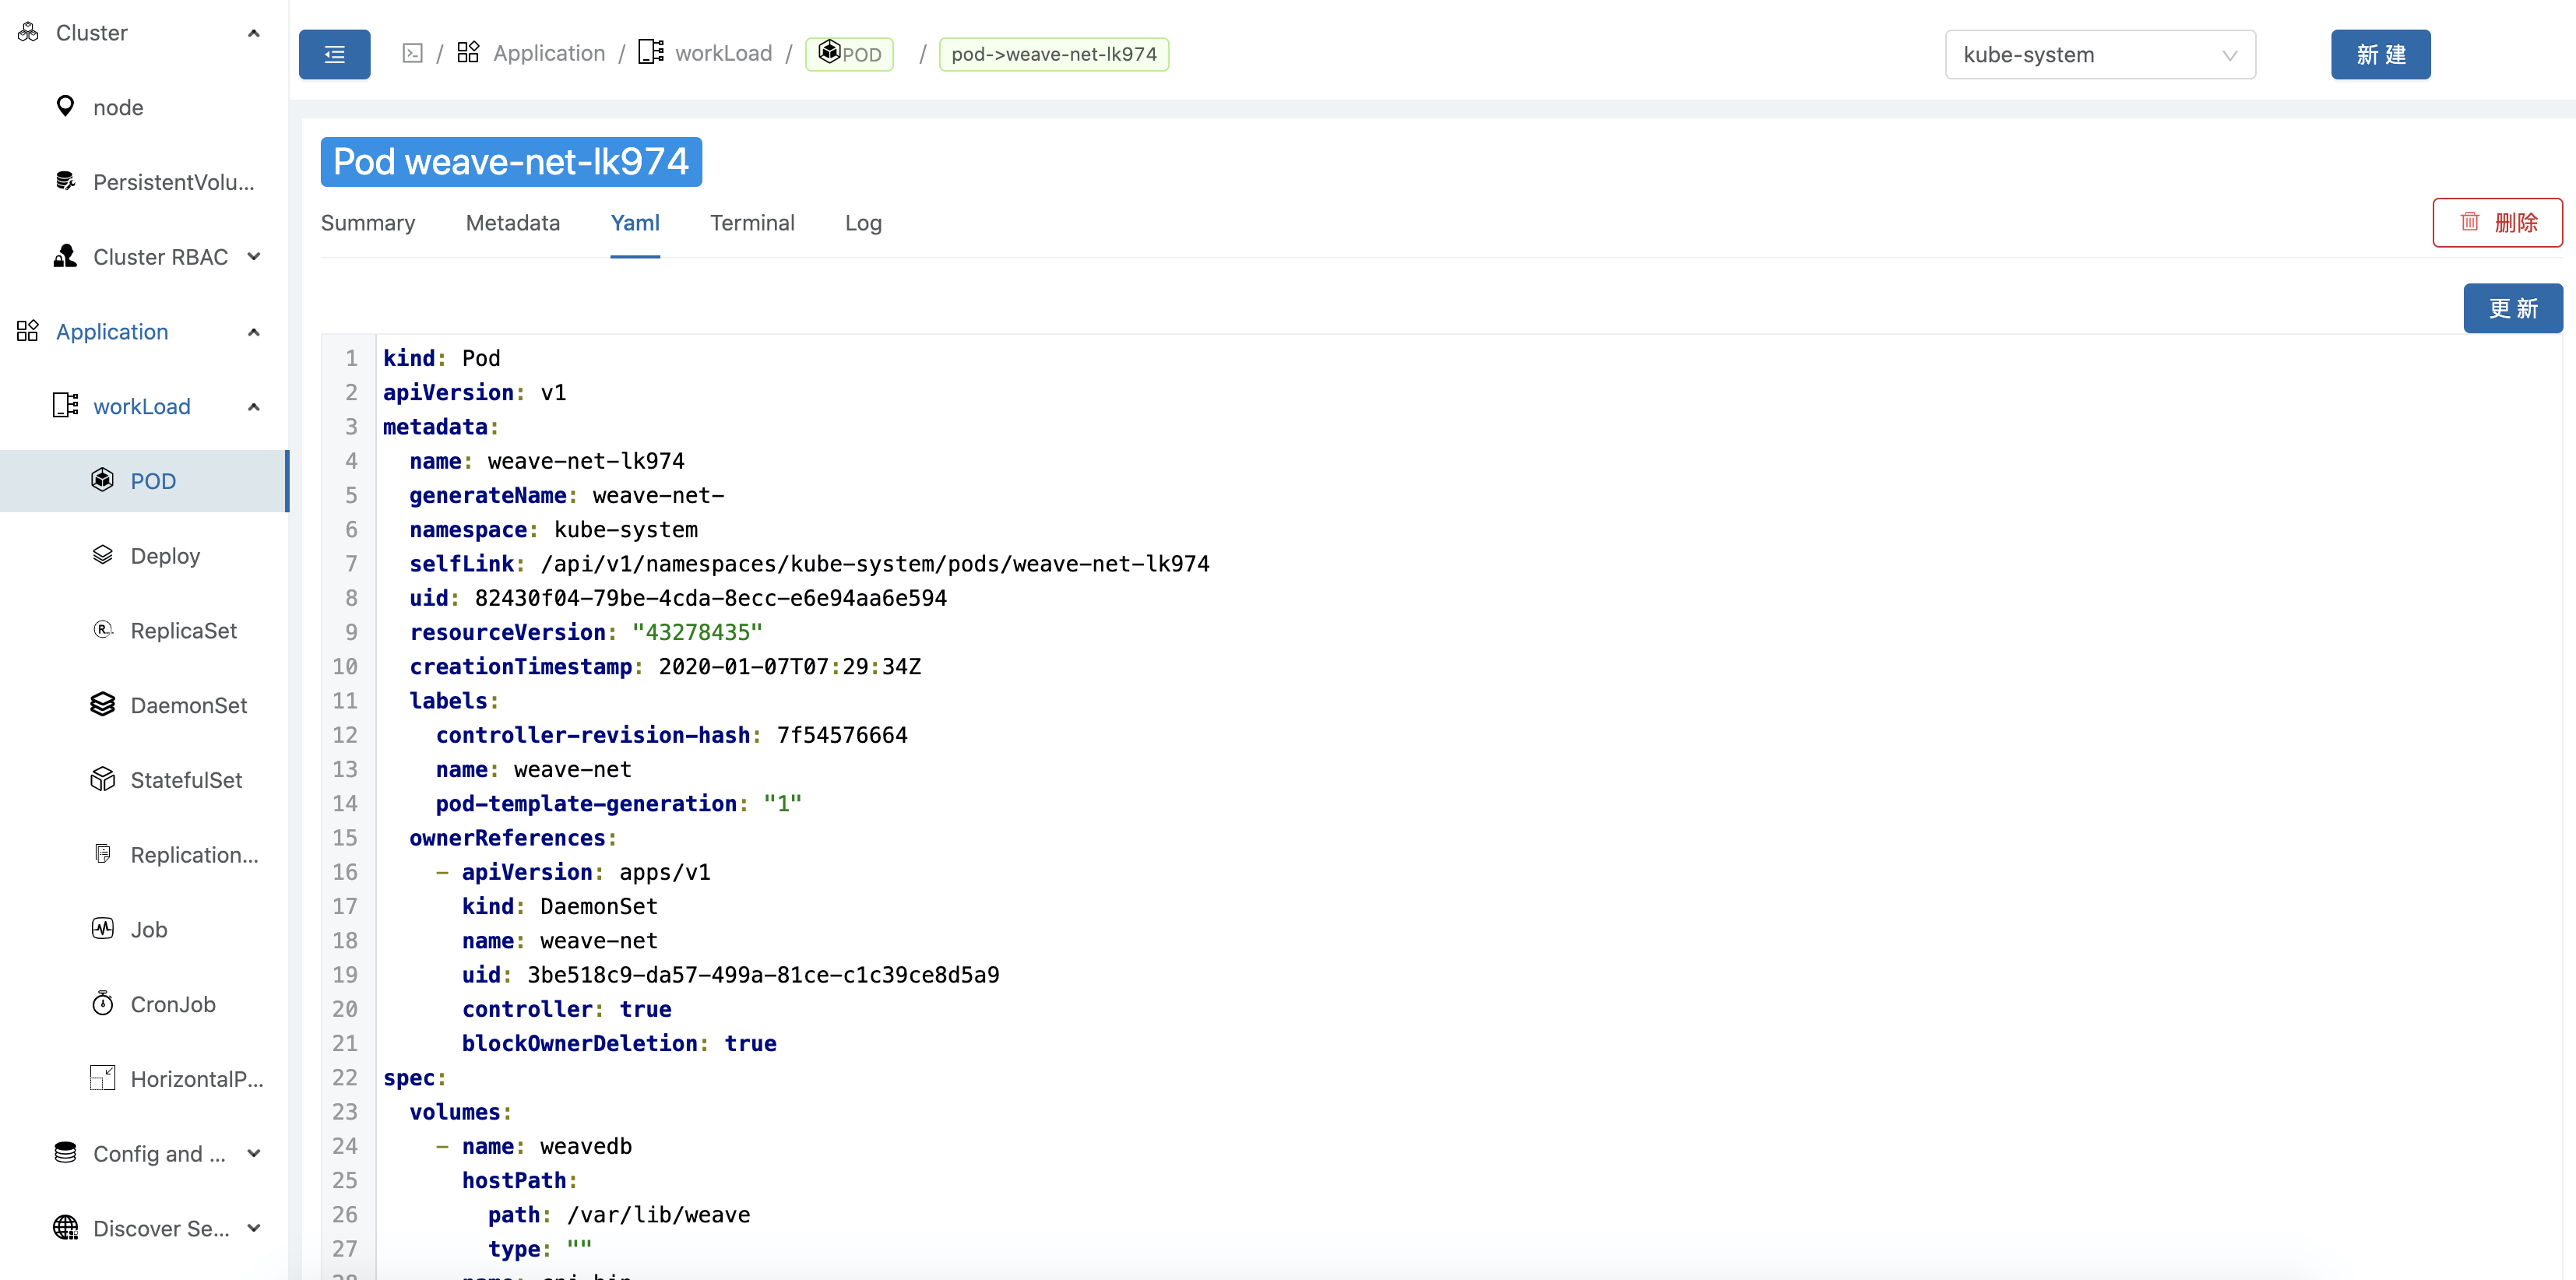 Cluster
node
PersistentVolu...
Cluster RBAC
Application
workLoad
POD
Deploy
ReplicaSet
DaemonSet
StatefulSet
Replication...
Job
CronJob
HorizontalP...
Config and ...
Discover Se...
/ Application / workLoad / POD / pod->weave-net-lk974
kube-system
新 建
Pod weave-net-lk974
Summary Metadata Yaml Terminal Log
删除
更 新
1 kind: Pod
2 apiVersion: v1
3 metadata:
4 name: weave-net-lk974
5 generateName: weave-net-
6 namespace: kube-system
7 selfLink: /api/v1/namespaces/kube-system/pods/weave-net-lk974
8 uid: 82430f04-79be-4cda-8ecc-e6e94aa6e594
9 resourceVersion: "43278435"
10 creationTimestamp: 2020-01-07T07:29:34Z
11 labels:
12 controller-revision-hash: 7f54576664
13 name: weave-net
14 pod-template-generation: "1"
15 ownerReferences:
16 - apiVersion: apps/v1
17 kind: DaemonSet
18 name: weave-net
19 uid: 3be518c9-da57-499a-81ce-c1c39ce8d5a9
20 controller: true
21 blockOwnerDeletion: true
22 spec:
23 volumes:
24 - name: weavedb
25 hostPath:
26 path: /var/lib/weave
27 type: ""